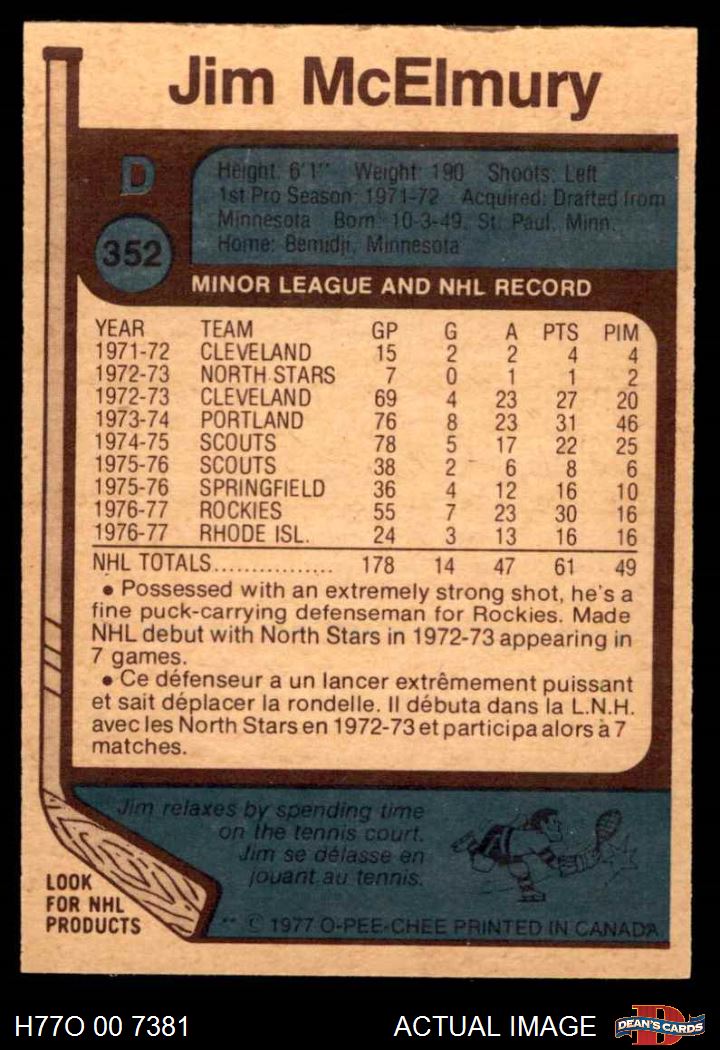 Jim McElmury
D
352
Height: 6'1" Weight: 190 Shoots: Left
1st Pro Season: 1971-72 Acquired: Drafted from
Minnesota Born: 10-3-49, St. Paul, Minn.
Home: Bemidji, Minnesota
MINOR LEAGUE AND NHL RECORD
YEAR TEAM GP G A PTS PIM
1971-72 CLEVELAND 15 2 2 4 4
1972-73 NORTH STARS 7 0 1 1 2
1972-73 CLEVELAND 69 4 23 27 20
1973-74 PORTLAND 76 8 23 31 46
1974-75 SCOUTS 78 5 17 22 25
1975-76 SCOUTS 38 2 6 8 6
1975-76 SPRINGFIELD 36 4 12 16 10
1976-77 ROCKIES 55 7 23 30 16
1976-77 RHODE ISL. 24 3 13 16 16
NHL TOTALS................ 178 14 47 61 49
• Possessed with an extremely strong shot, he's a
fine puck-carrying defenseman for Rockies. Made
NHL debut with North Stars in 1972-73 appearing in
7 games.
• Ce défenseur a un lancer extrêmement puissant
et sait déplacer la rondelle. Il débuta dans la L.N.H.
avec les North Stars en 1972-73 et participa alors à 7
matches.
Jim relaxes by spending time
on the tennis court.
Jim se délasse en
jouant au tennis.
LOOK
FOR NHL
PRODUCTS
** © 1977 O-PEE-CHEE PRINTED IN CANADA
H77O 00 7381
ACTUAL IMAGE
D
DEAN'S CARDS